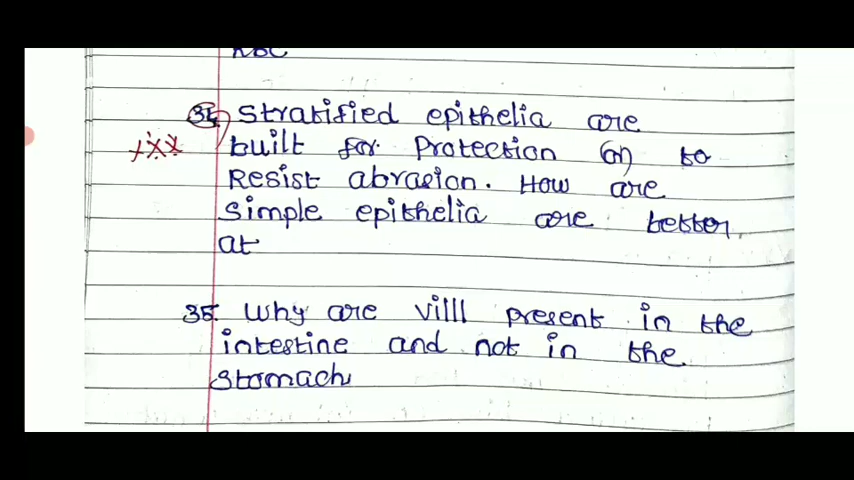 RBC
34, Stratified epithelia are
built for Protection (or) to
Resist abrasion. How are
simple epithelia are better
at
35. Why are villi present in the
intestine and not in the
stomach